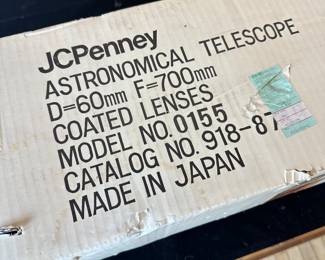 JCPenney
ASTRONOMICAL TELESCOPE
D=60mm F=700mm
COATED LENSES
MODEL NO. 0155
CATALOG NO. 918-87
MADE IN JAPAN